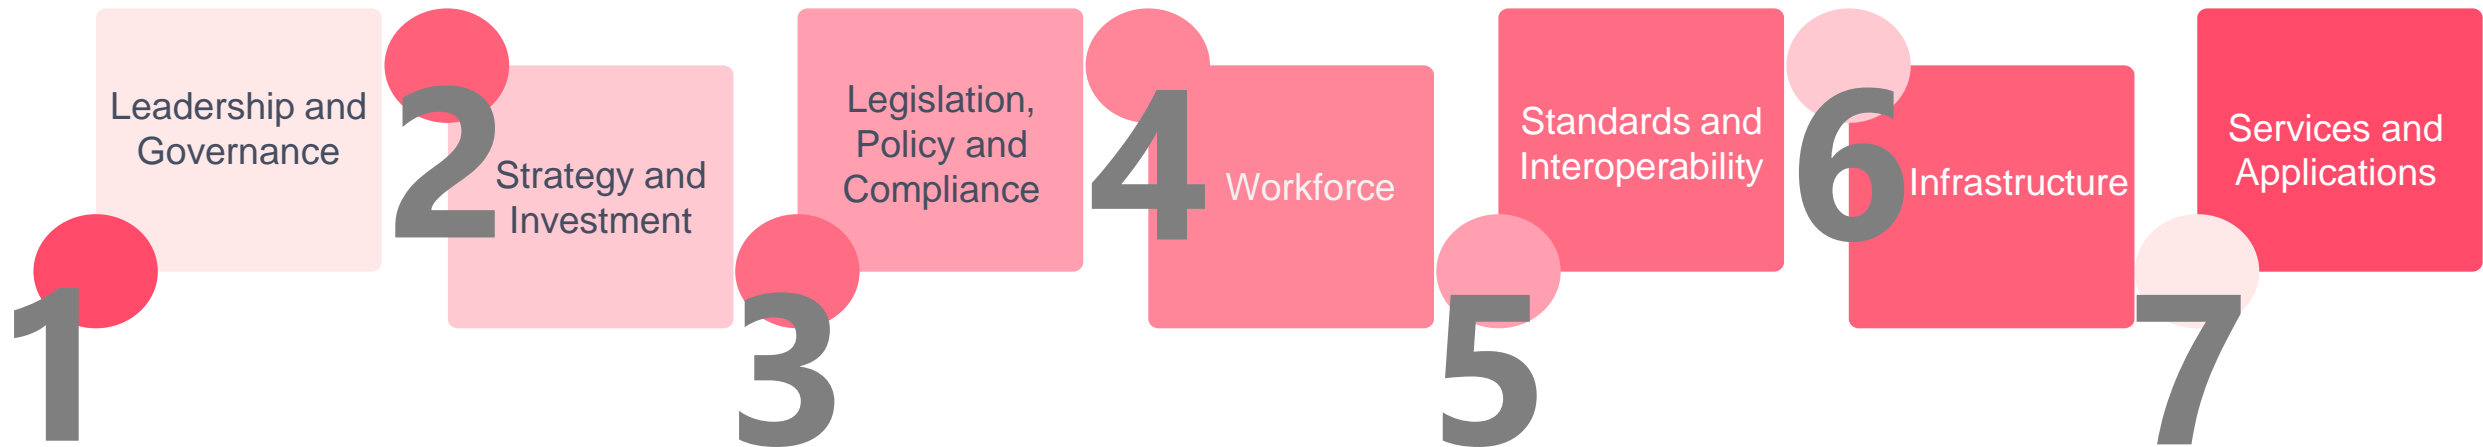 1
Leadership and
Governance
2
Strategy and
Investment
3
Legislation,
Policy and
Compliance
4
Workforce
5
Standards and
Interoperability
6
Infrastructure
7
Services and
Applications